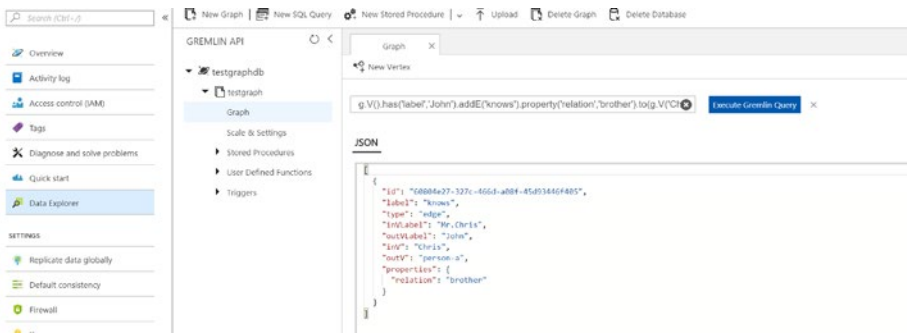 Search (Ctrl+/)
Overview
Activity log
Access control (IAM)
Tags
Diagnose and solve problems
Quick start
Data Explorer
SETTINGS
Replicate data globally
Default consistency
Firewall
New Graph
New SQL Query
New Stored Procedure
Upload
Delete Graph
Delete Database
GREMLIN API
testgraphdb
testgraph
Graph
Scale & Settings
Stored Procedures
User Defined Functions
Triggers
Graph
New Vertex
g.V().has('label','John').addE('knows').property('relation','brother').to(g.V('Ch
Execute Gremlin Query
JSON
[
{
"id": "60804e27-327c-466d-a08f-45d93446f405",
"label": "knows",
"type": "edge",
"inVLabel": "Mr.Chris",
"outVLabel": "John",
"inV": "Chris",
"outV": "person-a",
"properties": {
"relation": "brother"
}
}
]